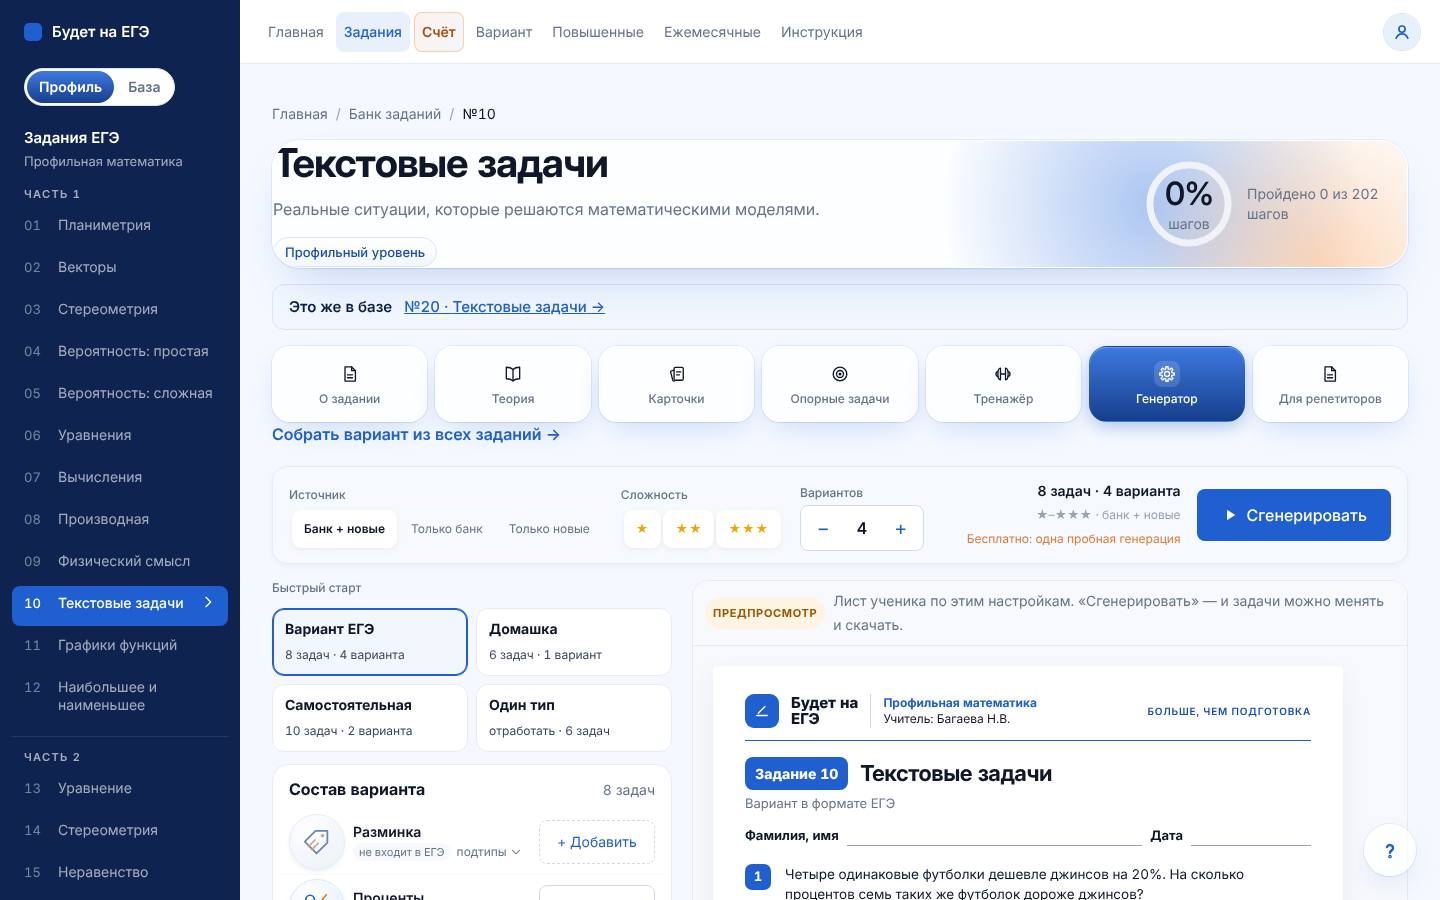 Будет на ЕГЭ
Профиль База
Задания ЕГЭ
Профильная математика
ЧАСТЬ 1
01 Планиметрия
02 Векторы
03 Стереометрия
04 Вероятность: простая
05 Вероятность: сложная
06 Уравнения
07 Вычисления
08 Производная
09 Физический смысл
10 Текстовые задачи
11 Графики функций
12 Наибольшее и
наименьшее
ЧАСТЬ 2
13 Уравнение
14 Стереометрия
15 Неравенство
Главная Задания Счёт Вариант Повышенные Ежемесячные Инструкция
Главная / Банк заданий / №10
Текстовые задачи
Реальные ситуации, которые решаются математическими моделями.
Профильный уровень
0%
шагов
Пройдено 0 из 202
шагов
Это же в базе №20 · Текстовые задачи →
О задании Теория Карточки Опорные задачи Тренажёр Генератор Для репетиторов
Собрать вариант из всех заданий →
Источник
Банк + новые Только банк Только новые
Сложность
★ ★★ ★★★
Вариантов
− 4 +
8 задач · 4 варианта
★–★★★ · банк + новые
Бесплатно: одна пробная генерация
Сгенерировать
Быстрый старт
Вариант ЕГЭ
8 задач · 4 варианта
Домашка
6 задач · 1 вариант
Самостоятельная
10 задач · 2 варианта
Один тип
отработать · 6 задач
Состав варианта 8 задач
Разминка
не входит в ЕГЭ подтипы
+ Добавить
Проценты
ПРЕДПРОСМОТР
Лист ученика по этим настройкам. «Сгенерировать» — и задачи можно менять
и скачать.
Будет на
ЕГЭ
Профильная математика
Учитель: Багаева Н.В.
БОЛЬШЕ, ЧЕМ ПОДГОТОВКА
Задание 10 Текстовые задачи
Вариант в формате ЕГЭ
Фамилия, имя Дата
1 Четыре одинаковые футболки дешевле джинсов на 20%. На сколько
процентов семь таких же футболок дороже джинсов?
?